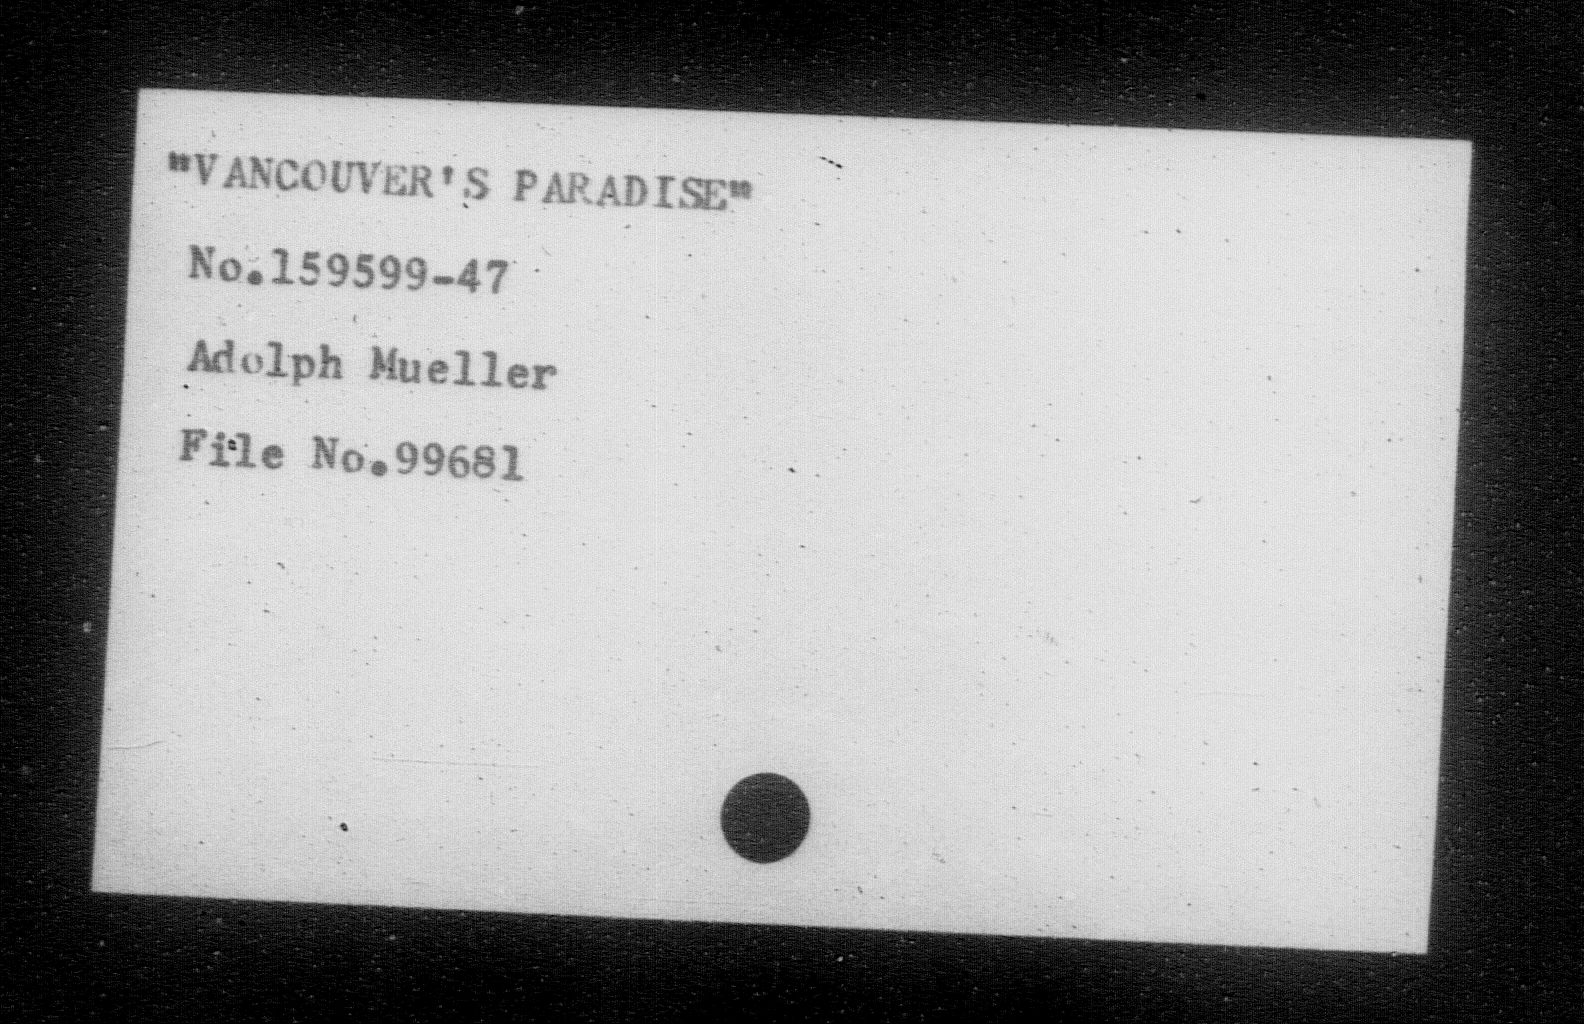 "VANCOUVER'S PARADISE"
No.159599-47
Adolph Mueller
File No.99681